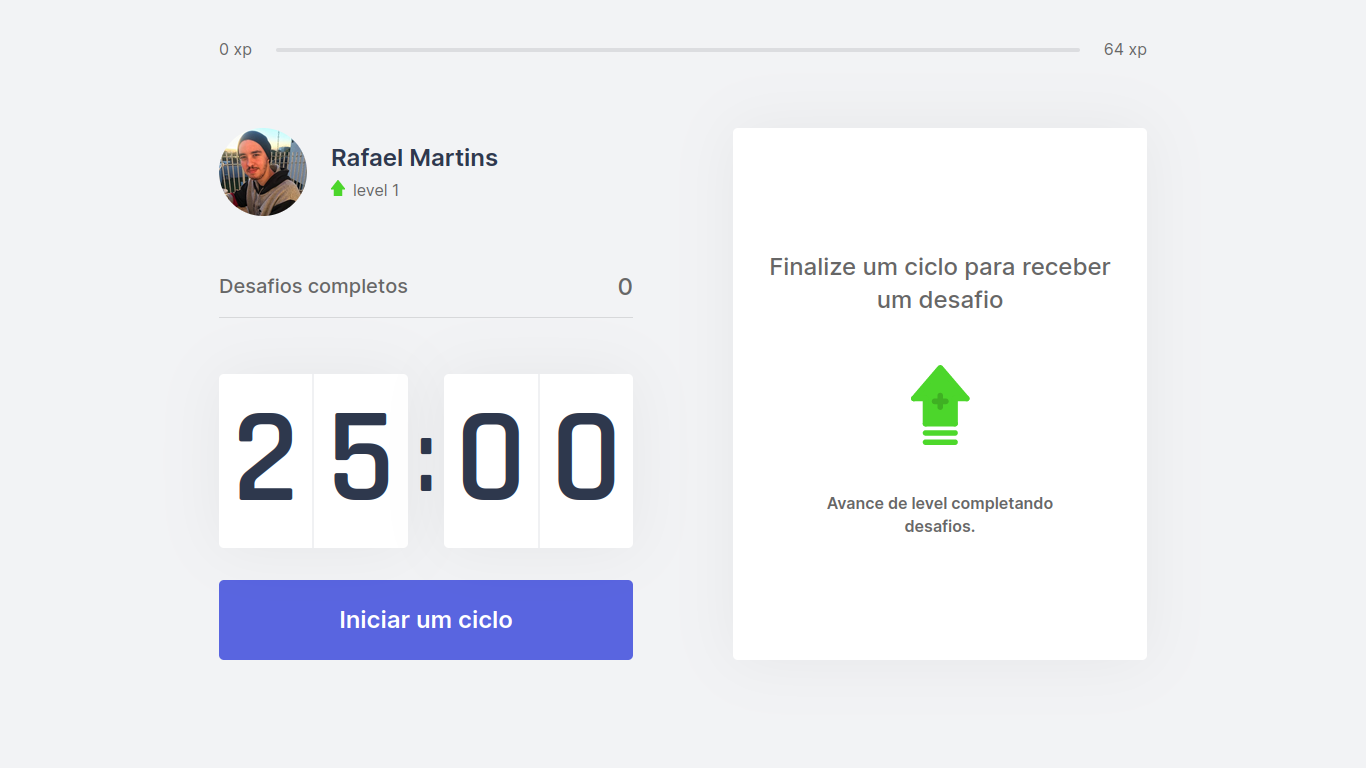 0 xp
64 xp
Rafael Martins
level 1
Desafios completos
0
25:00
Iniciar um ciclo
Finalize um ciclo para receber
um desafio
Avance de level completando
desafios.